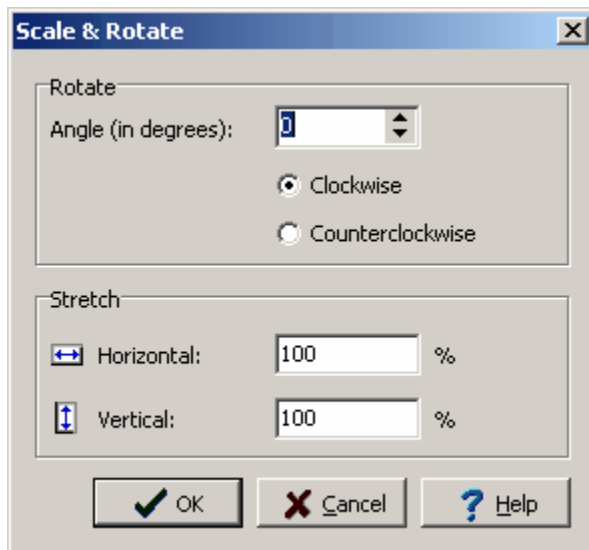 Scale & Rotate
Rotate
Angle (in degrees): 0
Clockwise
Counterclockwise
Stretch
Horizontal: 100 %
Vertical: 100 %
OK Cancel Help